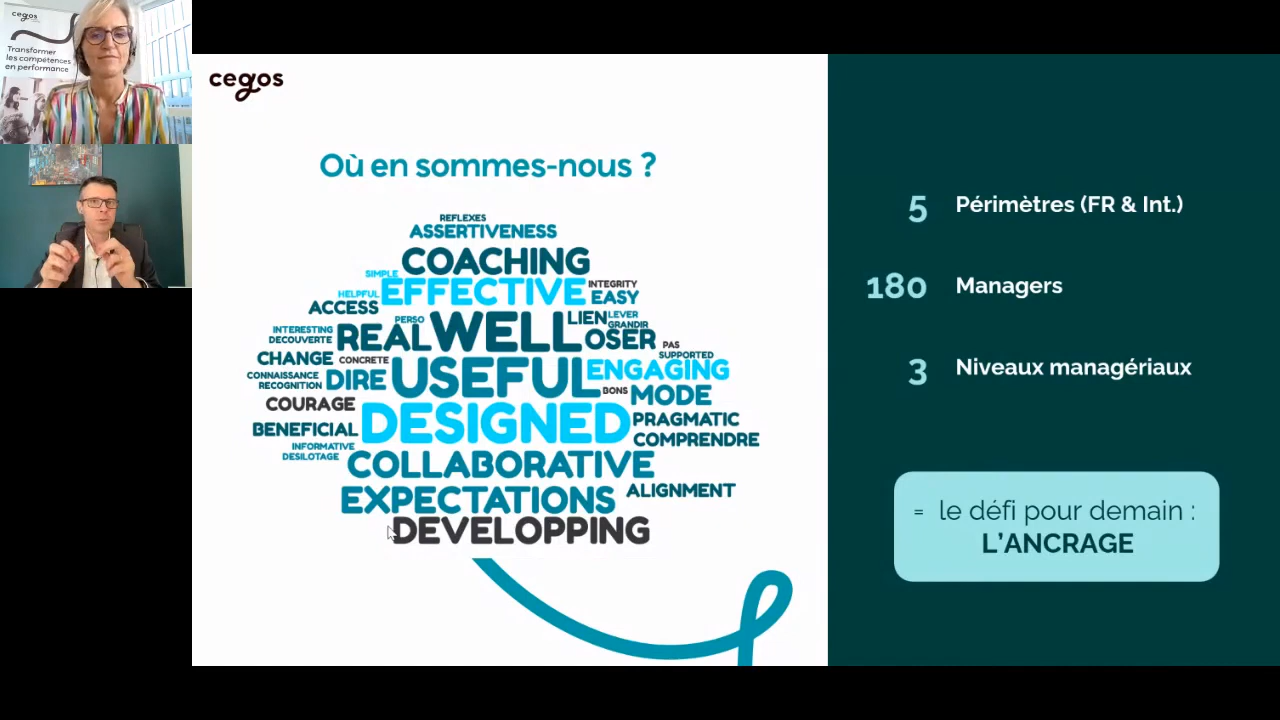 cegos
Transformer
les compétences
en performance
cegos
Où en sommes-nous ?
REFLEXES
ASSERTIVENESS
COACHING
SIMPLE
EFFECTIVE
INTEGRITY
HELPFUL
EASY
ACCESS
PERSO
LIEN
LEVER
GRANDIR
INTERESTING
DECOUVERTE
REAL
WELL
OSER
PAS
SUPPORTED
CHANGE
CONCRETE
CONNAISSANCE
RECOGNITION
DIRE
USEFUL
ENGAGING
BONS
MODE
COURAGE
DESIGNED
PRAGMATIC
BENEFICIAL
COMPRENDRE
INFORMATIVE
DESILOTAGE
COLLABORATIVE
EXPECTATIONS
ALIGNMENT
DEVELOPPING
5 Périmètres (FR & Int.)
180 Managers
3 Niveaux managériaux
= le défi pour demain :
L'ANCRAGE